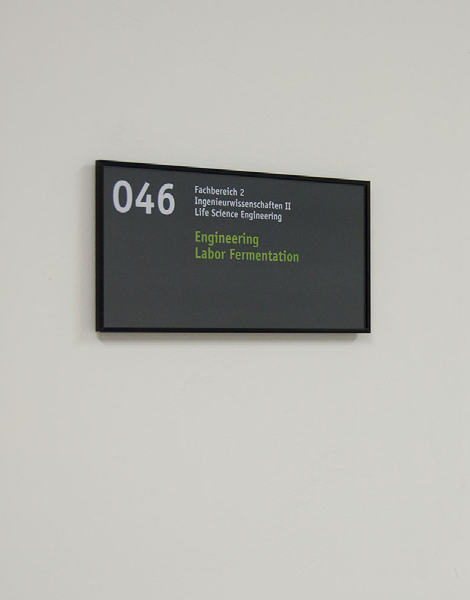 046
Fachbereich 2
Ingenieurwissenschaften II
Life Science Engineering
Engineering
Labor Fermentation